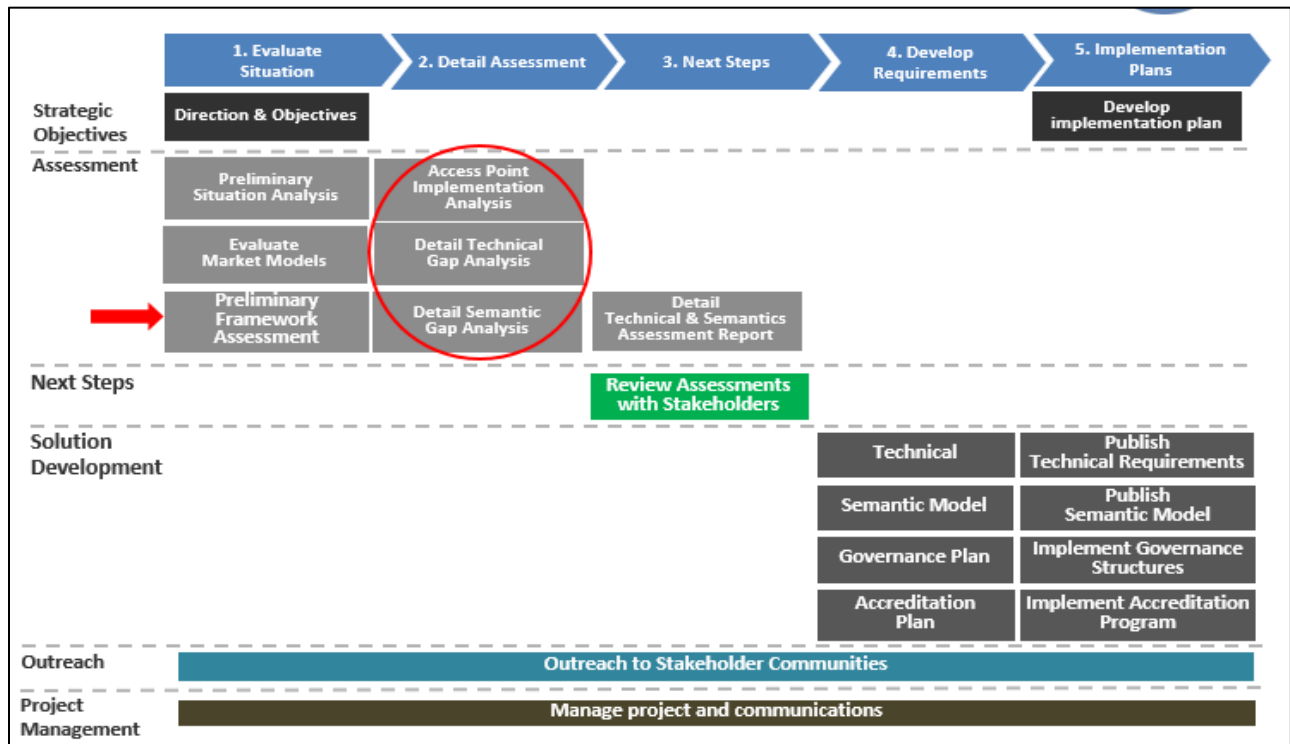 1. Evaluate
Situation
2. Detail Assessment
3. Next Steps
4. Develop
Requirements
5. Implementation
Plans
Strategic
Objectives
Direction & Objectives
Develop
implementation plan
Assessment
Preliminary
Situation Analysis
Access Point
Implementation
Analysis
Evaluate
Market Models
Detail Technical
Gap Analysis
Preliminary
Framework
Assessment
Detail Semantic
Gap Analysis
Detail
Technical & Semantics
Assessment Report
Next Steps
Review Assessments
with Stakeholders
Solution
Development
Technical
Publish
Technical Requirements
Semantic Model
Publish
Semantic Model
Governance Plan
Implement Governance
Structures
Accreditation
Plan
Implement Accreditation
Program
Outreach
Outreach to Stakeholder Communities
Project
Management
Manage project and communications